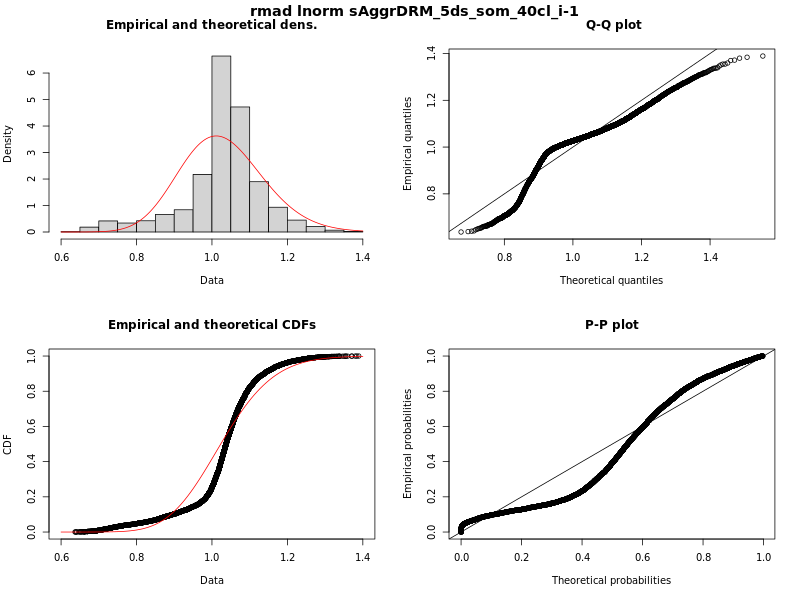 rmad lnorm sAggrDRM_5ds_som_40cl_i-1
Empirical and theoretical dens.
Density
0 1 2 3 4 5 6
0.6 0.8 1.0 1.2 1.4
Data
Q-Q plot
Empirical quantiles
0.8 1.0 1.2 1.4
0.8 1.0 1.2 1.4
Theoretical quantiles
Empirical and theoretical CDFs
CDF
0.0 0.2 0.4 0.6 0.8 1.0
0.6 0.8 1.0 1.2 1.4
Data
P-P plot
Empirical probabilities
0.0 0.2 0.4 0.6 0.8 1.0
0.0 0.2 0.4 0.6 0.8 1.0
Theoretical probabilities